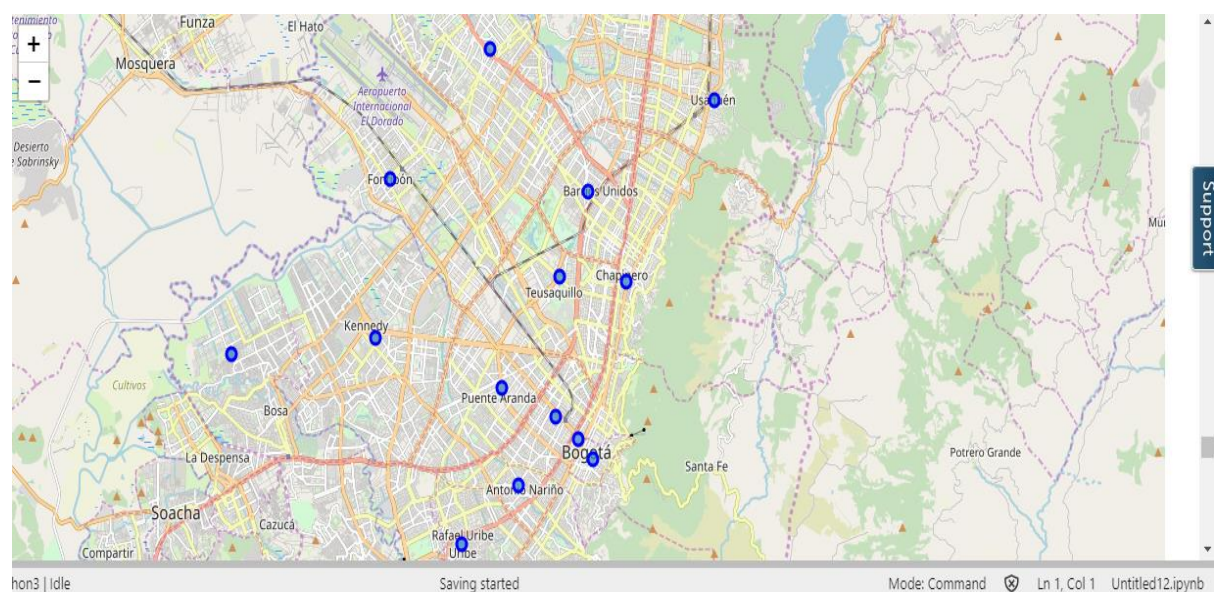 Funza
El Hato
+
Mosquera
−
Aeropuerto
Internacional
El Dorado
Desierto
Sabrinsky
Barrios Unidos
Chapinero
Teusaquillo
Kennedy
Cultivos
Puente Aranda
Bosa
Bogotá
La Despensa
Santa Fe
Potrero Grande
Antonio Nariño
Soacha
Cazucá
Rafael Uribe
Uribe
Compartir
Support
hon3 | Idle
Saving started
Mode: Command
Ln 1, Col 1
Untitled12.ipynb